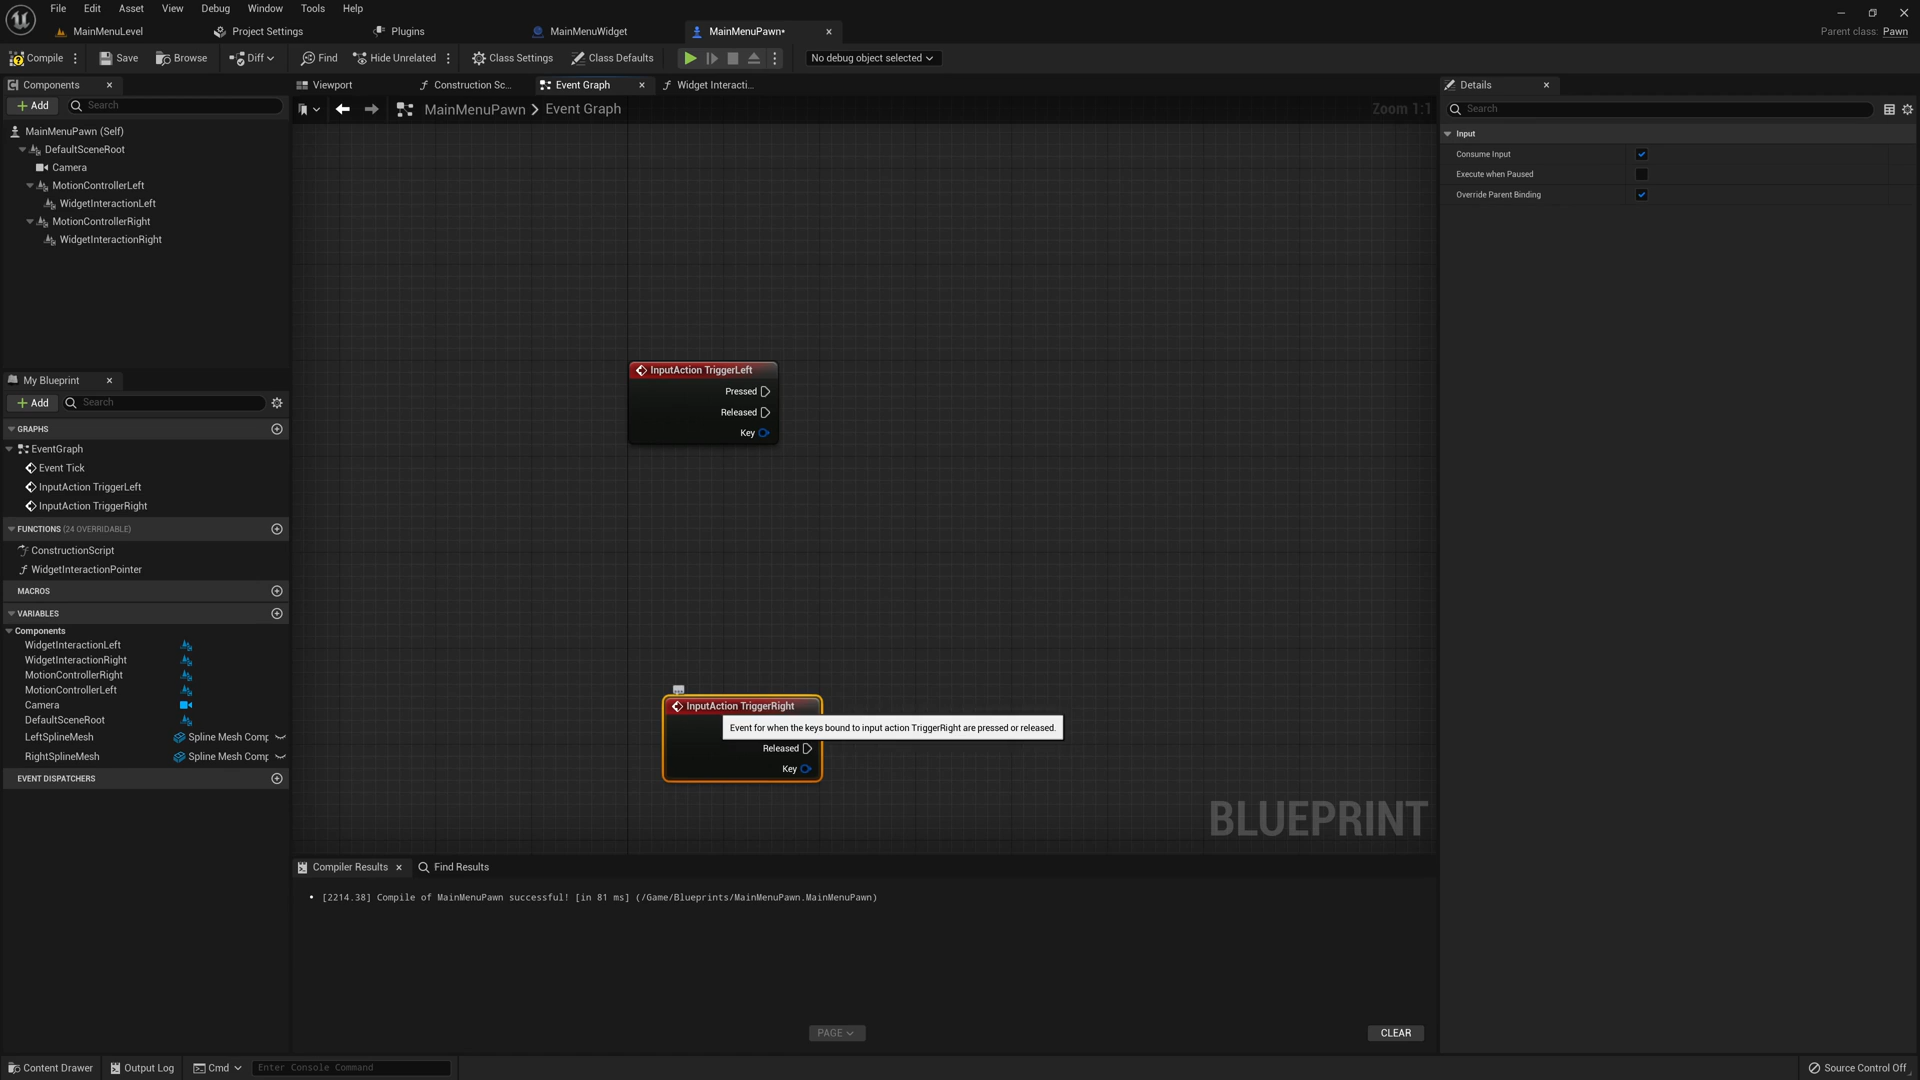 File Edit Asset View Debug Window Tools Help
MainMenuLevel Project Settings Plugins MainMenuWidget MainMenuPawn•
Parent class: Pawn
Compile Save Browse Diff Find Hide Unrelated Class Settings Class Defaults No debug object selected
Components
Add Search
MainMenuPawn (Self)
DefaultSceneRoot
Camera
MotionControllerLeft
WidgetInteractionLeft
MotionControllerRight
WidgetInteractionRight
My Blueprint
Add Search
GRAPHS
EventGraph
Event Tick
InputAction TriggerLeft
InputAction TriggerRight
FUNCTIONS (24 OVERRIDABLE)
ConstructionScript
WidgetInteractionPointer
MACROS
VARIABLES
Components
WidgetInteractionLeft
WidgetInteractionRight
MotionControllerRight
MotionControllerLeft
Camera
DefaultSceneRoot
LeftSplineMesh Spline Mesh Comp
RightSplineMesh Spline Mesh Comp
EVENT DISPATCHERS
Viewport Construction Sc... Event Graph Widget Interacti...
MainMenuPawn > Event Graph
Zoom 1:1
InputAction TriggerLeft
Pressed
Released
Key
InputAction TriggerRight
Event for when the keys bound to input action TriggerRight are pressed or released.
Released
Key
BLUEPRINT
Compiler Results Find Results
• [2214.38] Compile of MainMenuPawn successful! [in 81 ms] (/Game/Blueprints/MainMenuPawn.MainMenuPawn)
PAGE
CLEAR
Details
Search
Input
Consume Input
Execute when Paused
Override Parent Binding
Content Drawer Output Log Cmd Enter Console Command
Source Control Off